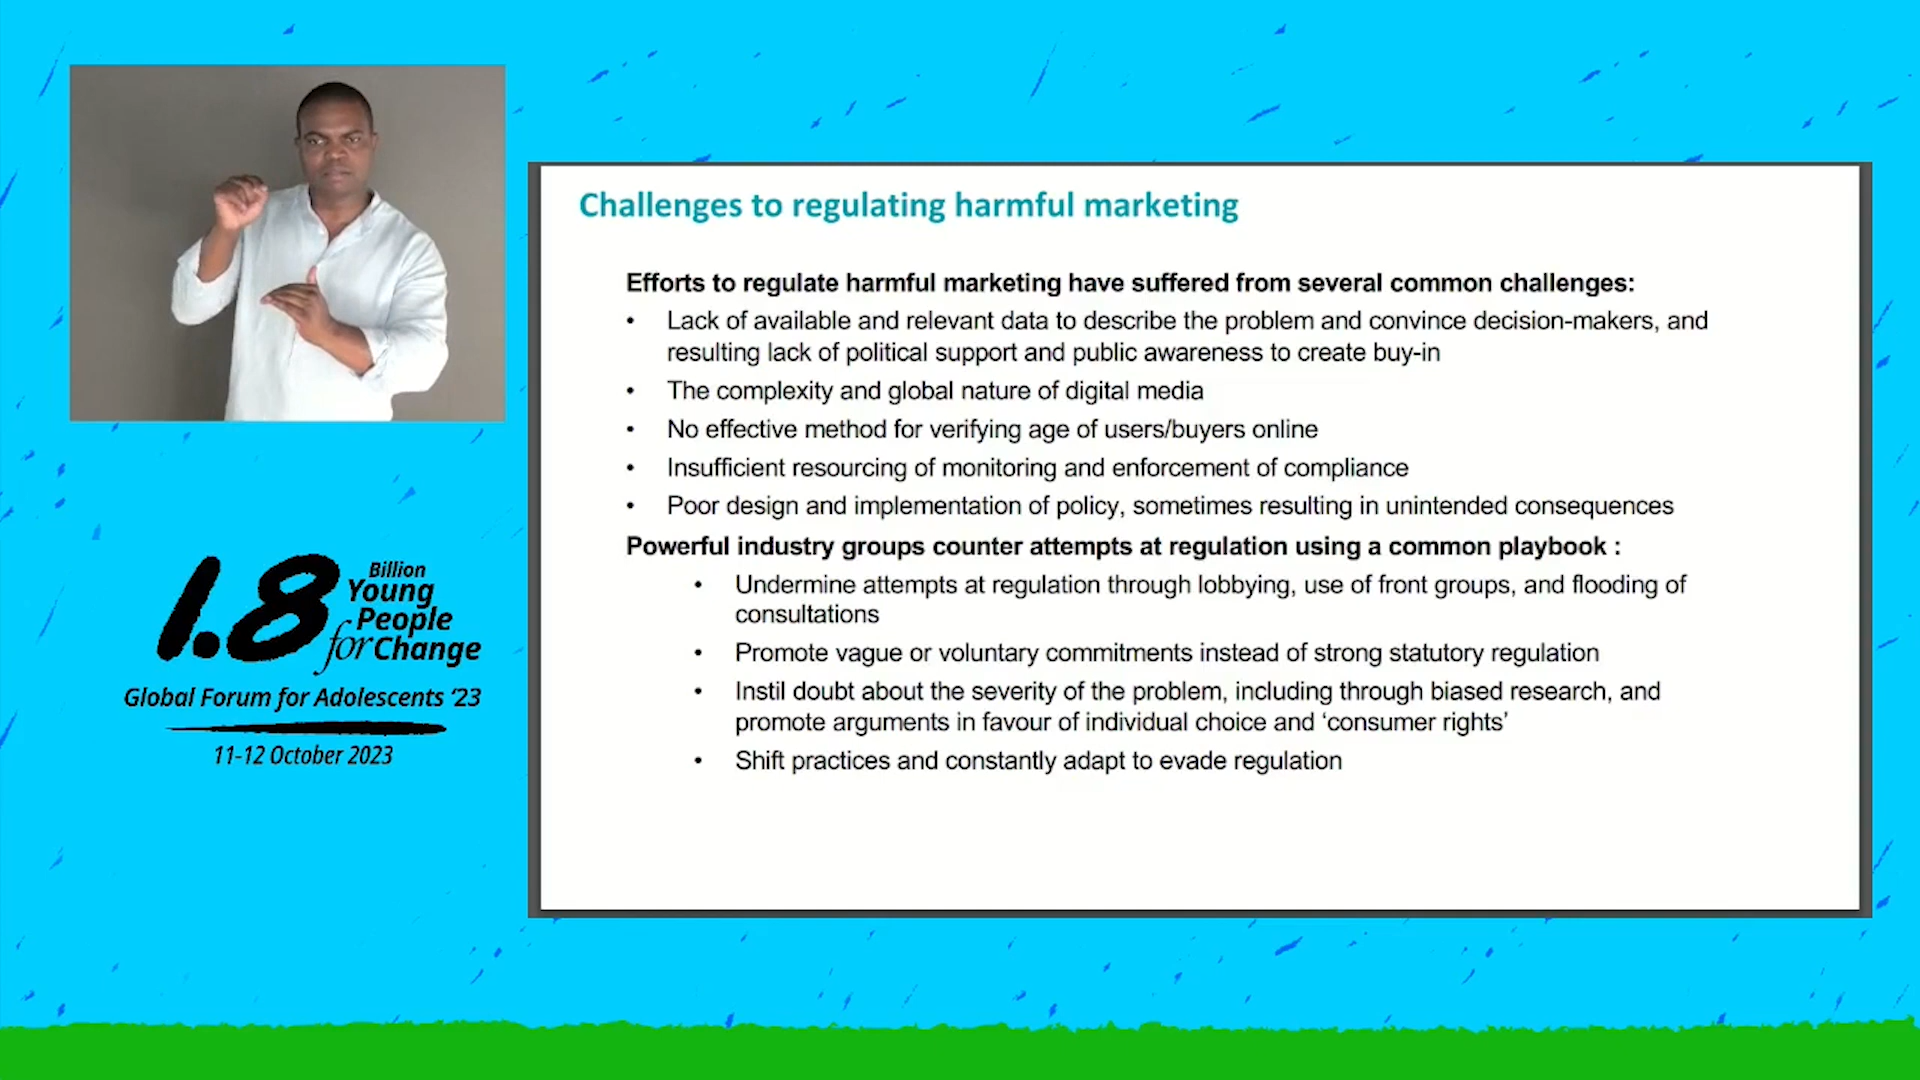 Challenges to regulating harmful marketing
Efforts to regulate harmful marketing have suffered from several common challenges:
• Lack of available and relevant data to describe the problem and convince decision-makers, and
resulting lack of political support and public awareness to create buy-in
• The complexity and global nature of digital media
• No effective method for verifying age of users/buyers online
• Insufficient resourcing of monitoring and enforcement of compliance
• Poor design and implementation of policy, sometimes resulting in unintended consequences
Powerful industry groups counter attempts at regulation using a common playbook :
• Undermine attempts at regulation through lobbying, use of front groups, and flooding of
consultations
• Promote vague or voluntary commitments instead of strong statutory regulation
• Instil doubt about the severity of the problem, including through biased research, and
promote arguments in favour of individual choice and ‘consumer rights’
• Shift practices and constantly adapt to evade regulation
1.8 Billion
Young
People
for Change
Global Forum for Adolescents ‘23
11-12 October 2023